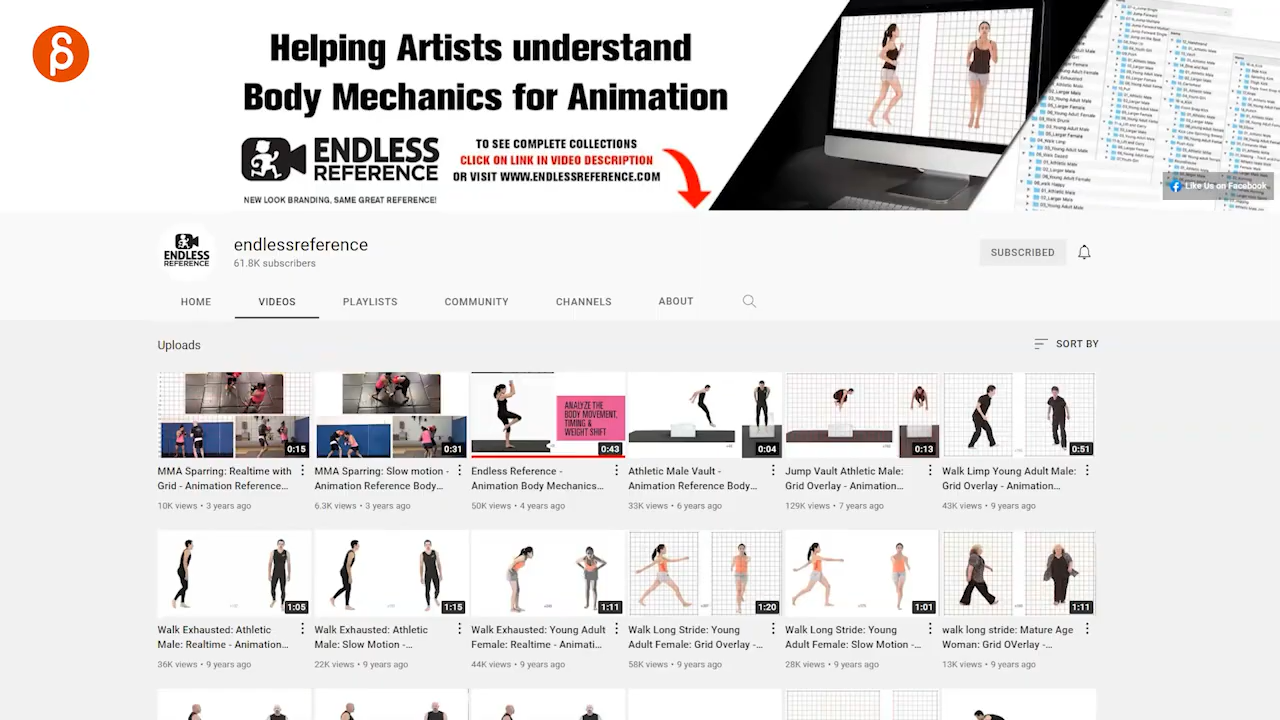 Helping Artists understand
Body Mechanics for Animation
ENDLESS
REFERENCE
NEW LOOK BRANDING, SAME GREAT REFERENCE!
TO SEE COMPLETE COLLECTIONS
CLICK ON LINK IN VIDEO DESCRIPTION
OR VISIT WWW.ENDLESSREFERENCE.COM
Like Us on Facebook
ENDLESS
REFERENCE
endlessreference
61.8K subscribers
SUBSCRIBED
HOME VIDEOS PLAYLISTS COMMUNITY CHANNELS ABOUT
Uploads
SORT BY
ANALYZE THE
BODY MOVEMENT,
TIMING &
WEIGHT SHIFT
0:15 0:31 0:43 0:04 0:13 0:51
MMA Sparring: Realtime with
Grid - Animation Reference...
10K views • 3 years ago
MMA Sparring: Slow motion -
Animation Reference Body...
6.3K views • 3 years ago
Endless Reference -
Animation Body Mechanics...
50K views • 4 years ago
Athletic Male Vault -
Animation Reference Body...
33K views • 6 years ago
Jump Vault Athletic Male:
Grid Overlay - Animation...
129K views • 7 years ago
Walk Limp Young Adult Male:
Grid Overlay - Animation...
43K views • 9 years ago
1:05 1:15 1:11 1:20 1:01 1:11
Walk Exhausted: Athletic
Male: Realtime - Animation...
36K views • 9 years ago
Walk Exhausted: Athletic
Male: Slow Motion -...
22K views • 9 years ago
Walk Exhausted: Young Adult
Female: Realtime - Animati...
44K views • 9 years ago
Walk Long Stride: Young
Adult Female: Grid Overlay -...
58K views • 9 years ago
Walk Long Stride: Young
Adult Female: Slow Motion -...
28K views • 9 years ago
walk long stride: Mature Age
Woman: Grid OVerlay -...
13K views • 9 years ago